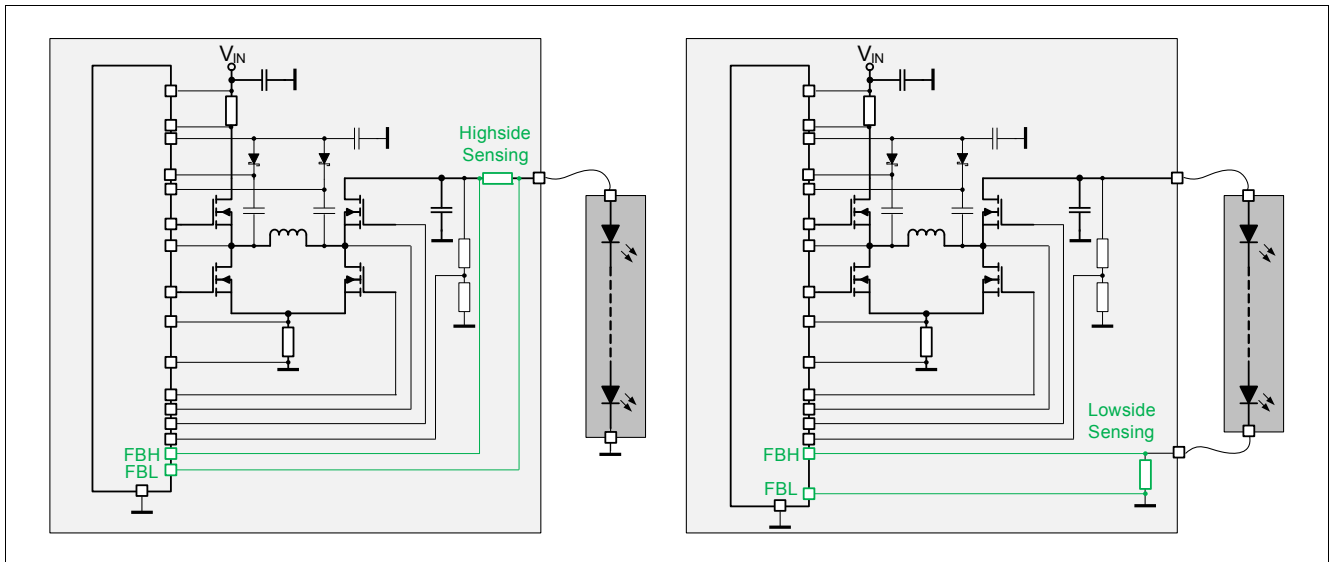 VIN
Highside
Sensing
FBH
FBL
VIN
Lowside
Sensing
FBH
FBL